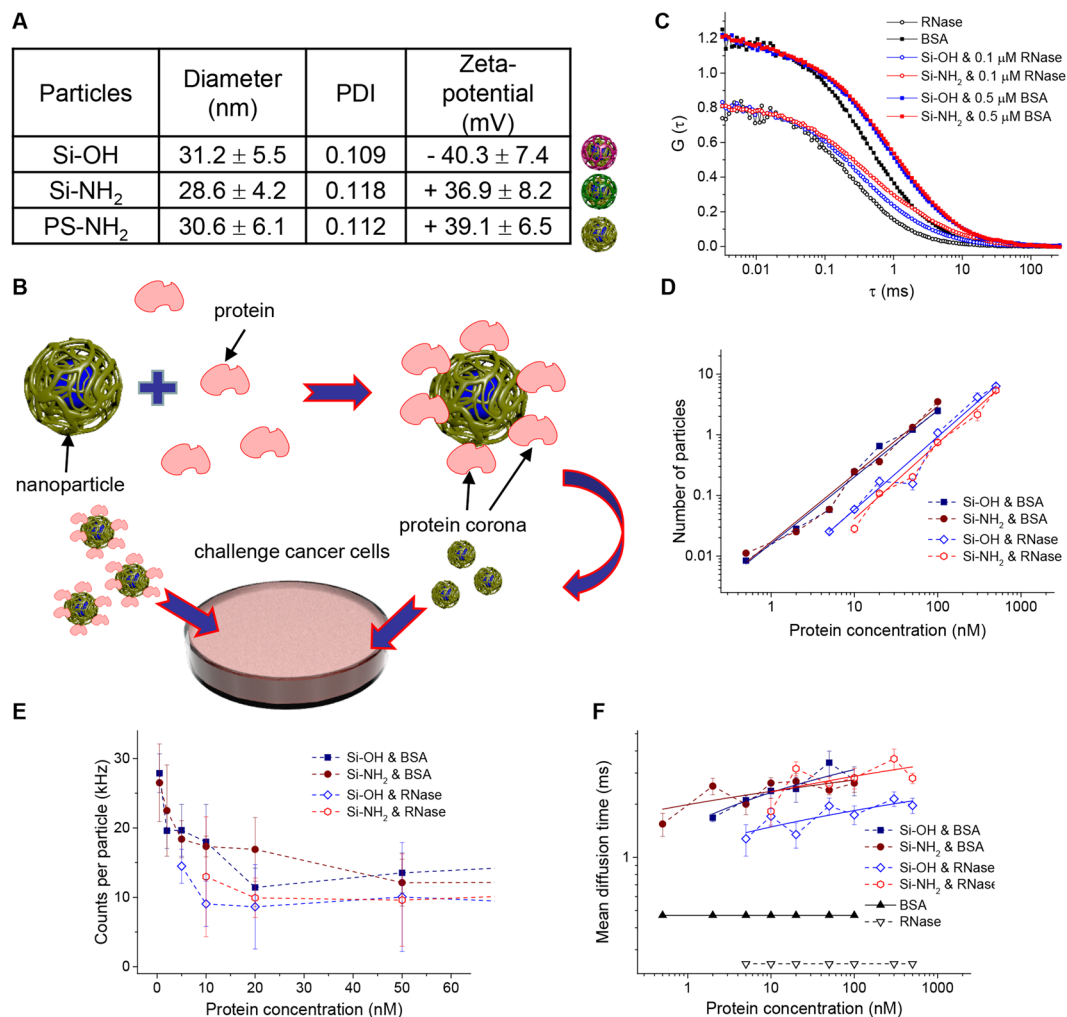 A
Particles Diameter (nm) PDI Zeta-potential (mV)
Si-OH 31.2 ± 5.5 0.109 - 40.3 ± 7.4
Si-NH2 28.6 ± 4.2 0.118 + 36.9 ± 8.2
PS-NH2 30.6 ± 6.1 0.112 + 39.1 ± 6.5
B
protein
nanoparticle
protein corona
challenge cancer cells
C
RNase
BSA
Si-OH & 0.1 μM RNase
Si-NH2 & 0.1 μM RNase
Si-OH & 0.5 μM BSA
Si-NH2 & 0.5 μM BSA
G (τ)
1.2
1.0
0.8
0.6
0.4
0.2
0.0
0.01 0.1 1 10 100
τ (ms)
D
Number of particles
10
1
0.1
0.01
Si-OH & BSA
Si-NH2 & BSA
Si-OH & RNase
Si-NH2 & RNase
1 10 100 1000
Protein concentration (nM)
E
Counts per particle (kHz)
30
20
10
0
Si-OH & BSA
Si-NH2 & BSA
Si-OH & RNase
Si-NH2 & RNase
0 10 20 30 40 50 60
Protein concentration (nM)
F
Mean diffusion time (ms)
1
Si-OH & BSA
Si-NH2 & BSA
Si-OH & RNase
Si-NH2 & RNase
BSA
RNase
1 10 100 1000
Protein concentration (nM)